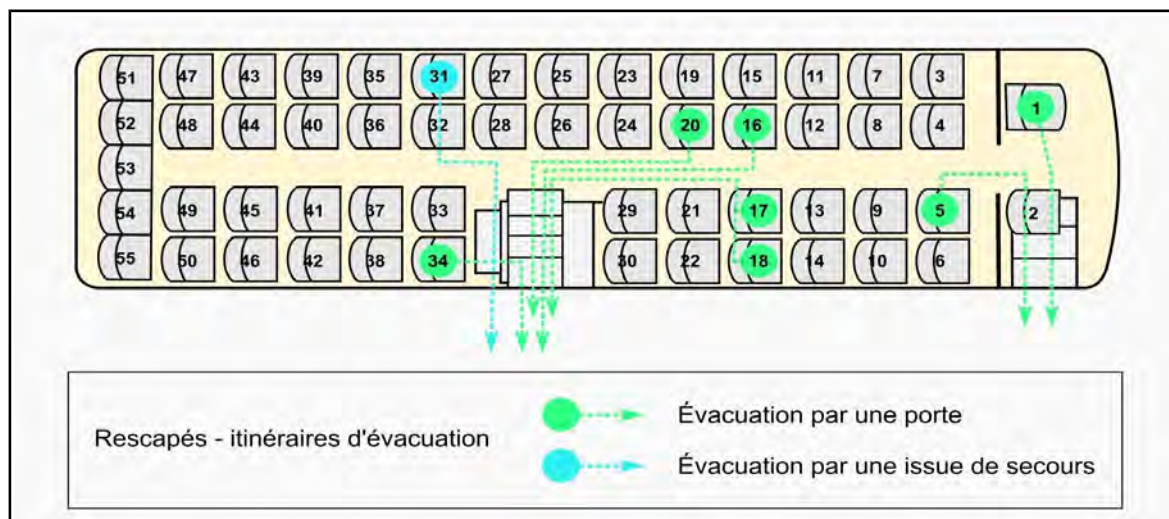 51 47 43 39 35 31 27 25 23 19 15 11 7 3
1
52 48 44 40 36 32 28 26 24 20 16 12 8 4
53
54 49 45 41 37 33 29 21 17 13 9 5 2
55 50 46 42 38 34 30 22 18 14 10 6
Évacuation par une porte
Rescapés - itinéraires d'évacuation
Évacuation par une issue de secours